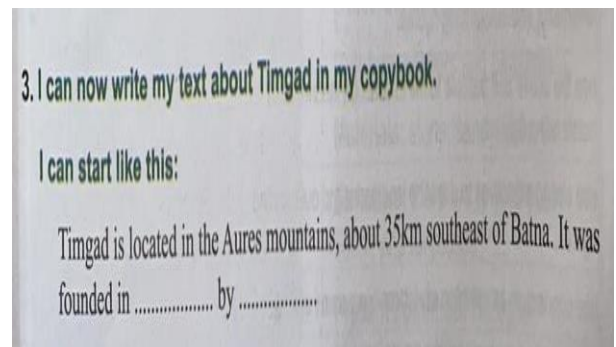 3. I can now write my text about Timgad in my copybook.
I can start like this:
Timgad is located in the Aures mountains, about 35km southeast of Batna. It was
founded in .................. by ..................